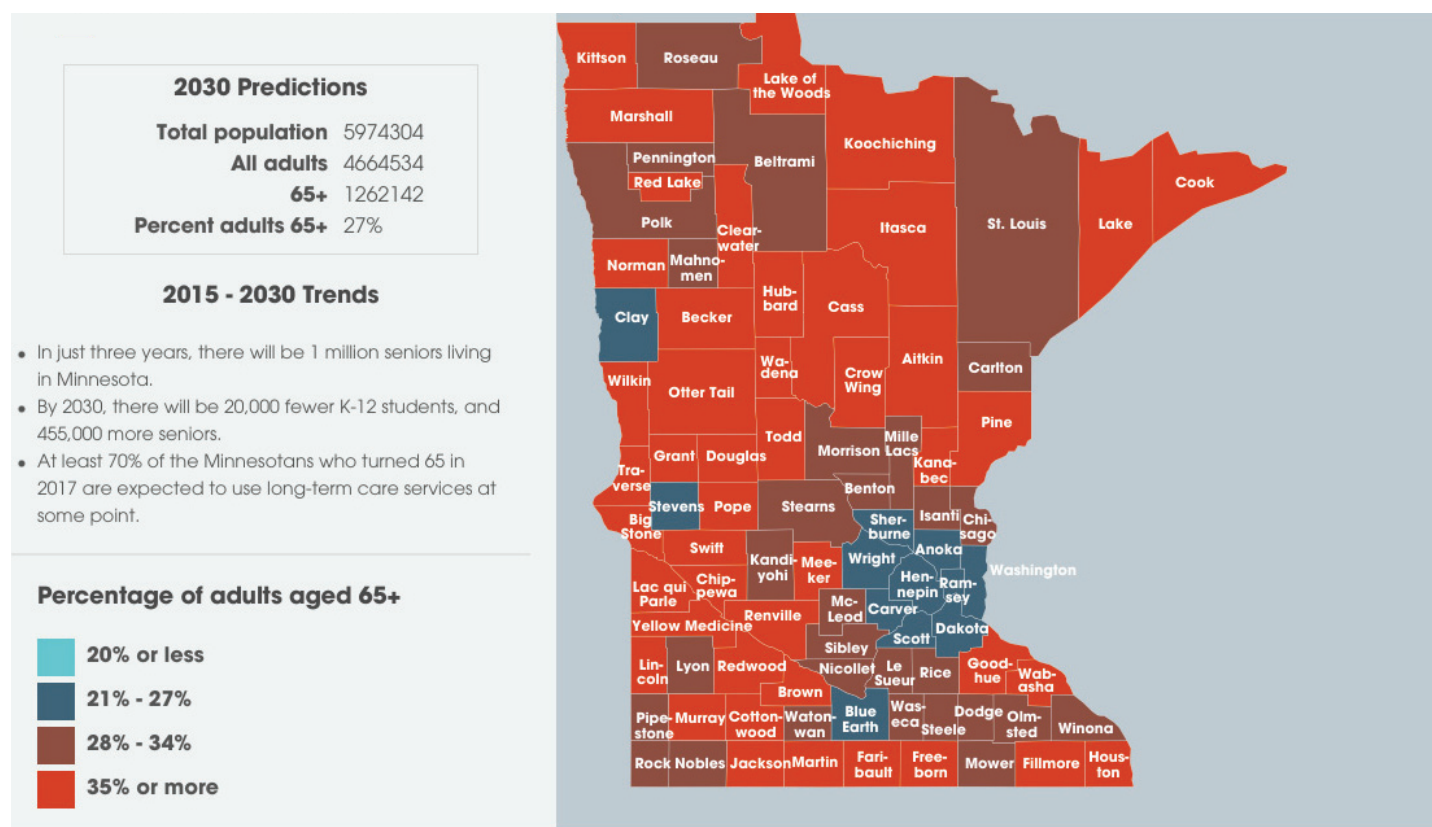 2030 Predictions
Total population 5974304
All adults 4664534
65+ 1262142
Percent adults 65+ 27%
2015 - 2030 Trends
• In just three years, there will be 1 million seniors living
in Minnesota.
• By 2030, there will be 20,000 fewer K-12 students, and
455,000 more seniors.
• At least 70% of the Minnesotans who turned 65 in
2017 are expected to use long-term care services at
some point.
Percentage of adults aged 65+
20% or less
21% - 27%
28% - 34%
35% or more
Kittson
Roseau
Lake of
the Woods
Marshall
Koochiching
Pennington
Beltrami
Red Lake
Cook
Polk
Clear-
water
Itasca
St. Louis
Lake
Norman
Mahno-
men
Hub-
bard
Cass
Clay
Becker
Wa-
dena
Crow
Wing
Aitkin
Carlton
Wilkin
Otter Tail
Pine
Todd
Morrison
Mille
Lacs
Kana-
bec
Grant
Douglas
Tra-
verse
Benton
Stevens
Pope
Stearns
Sher-
burne
Isanti
Chi-
sago
Big
Stone
Swift
Kandi-
yohi
Mee-
ker
Wright
Anoka
Washington
Hen-
nepin
Ram-
sey
Lac qui
Parle
Chip-
pewa
Renville
Mc-
Leod
Carver
Yellow Medicine
Scott
Dakota
Sibley
Lin-
coln
Lyon
Redwood
Nicollet
Le
Sueur
Rice
Good-
hue
Wab-
asha
Brown
Pipe-
stone
Murray
Cotton-
wood
Waton-
wan
Blue
Earth
Was-
eca
Steele
Dodge
Olm-
sted
Winona
Rock
Nobles
Jackson
Martin
Fari-
bault
Free-
born
Mower
Fillmore
Hous-
ton